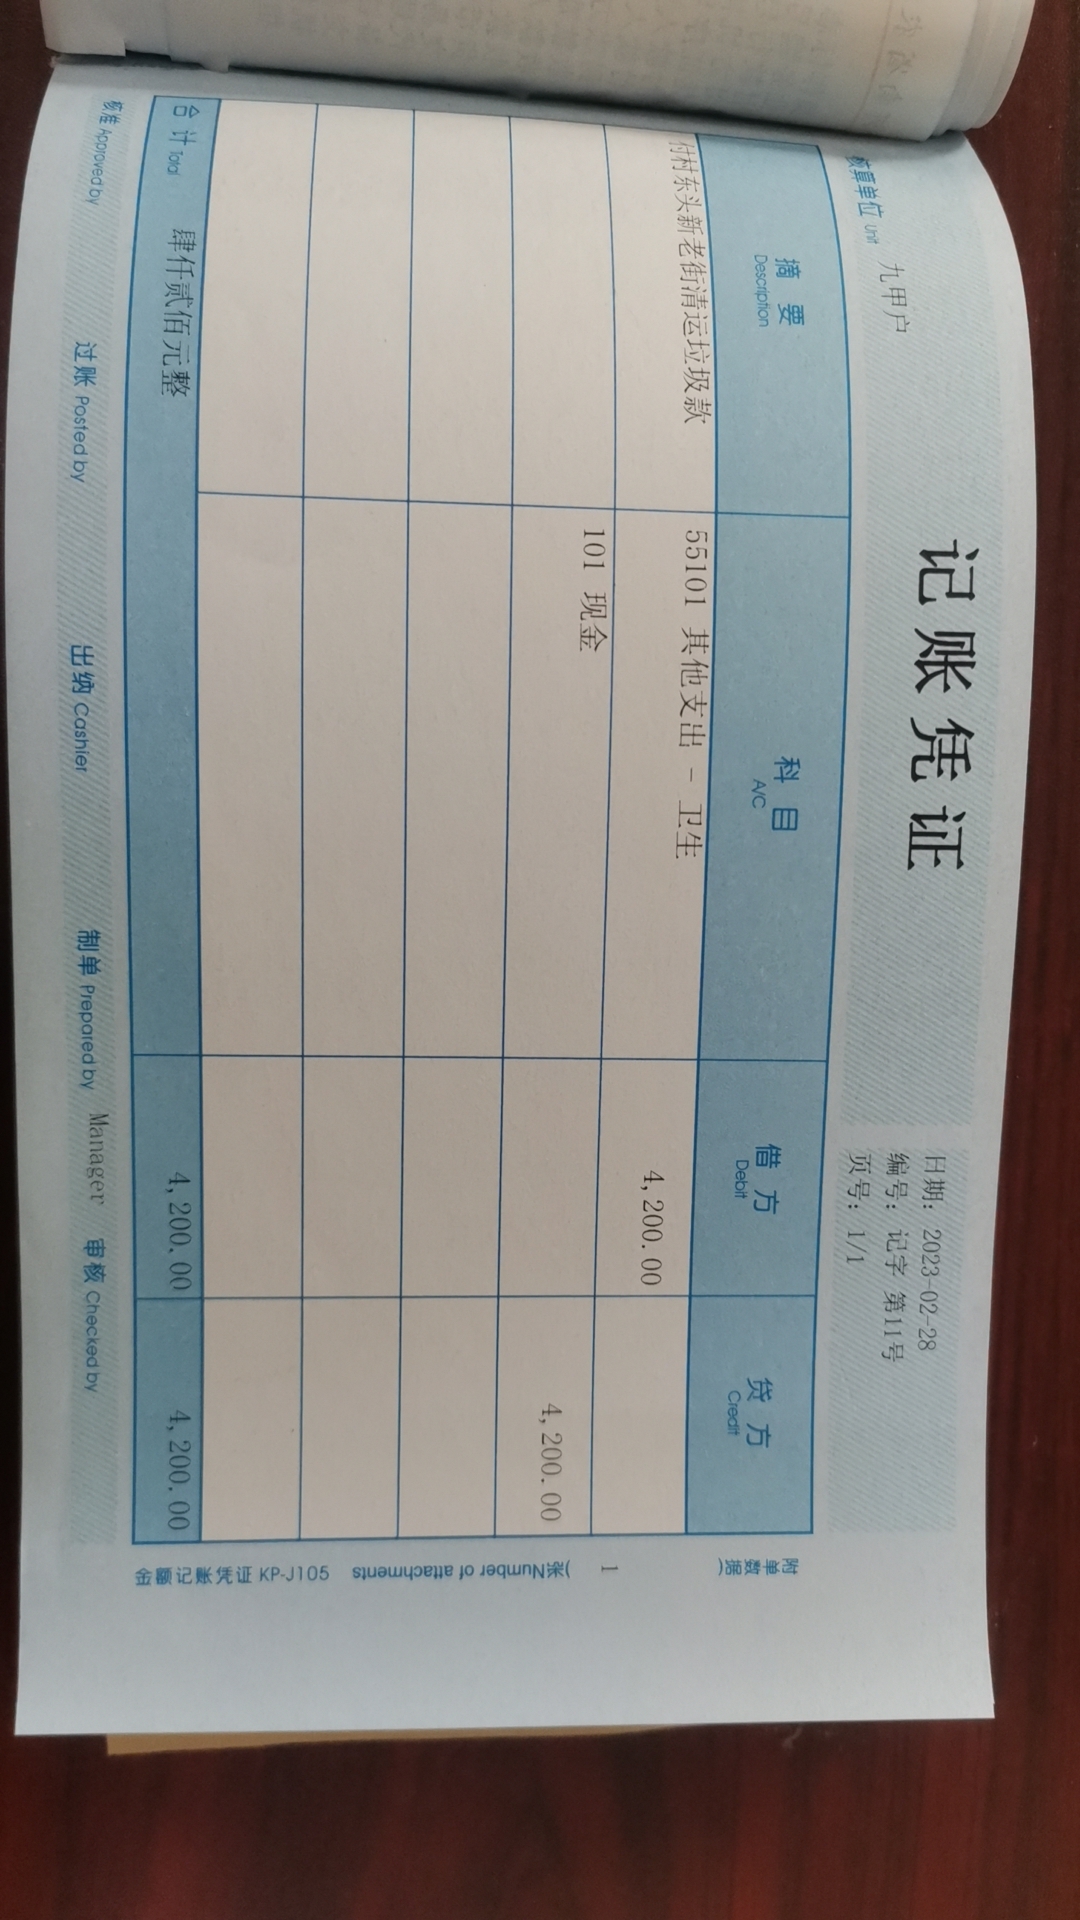 记账凭证
日期: 2023-02-28
编号: 记字 第11号
核算单位 Unit 九甲户
页号: 1/1
摘要 Description 科目 A/C 借方 Debit 贷方 Credit
付村东头新老街清运垃圾款 55101 其他支出 - 卫生 4,200.00
101 现金 4,200.00
合计 Total 肆仟贰佰元整 4,200.00 4,200.00
核准 Approved by 过账 Posted by 出纳 Cashier 制单 Prepared by Manager 审核 Checked by
附单数据( 1 )张 Number of attachments
金额记账凭证 KP-J105